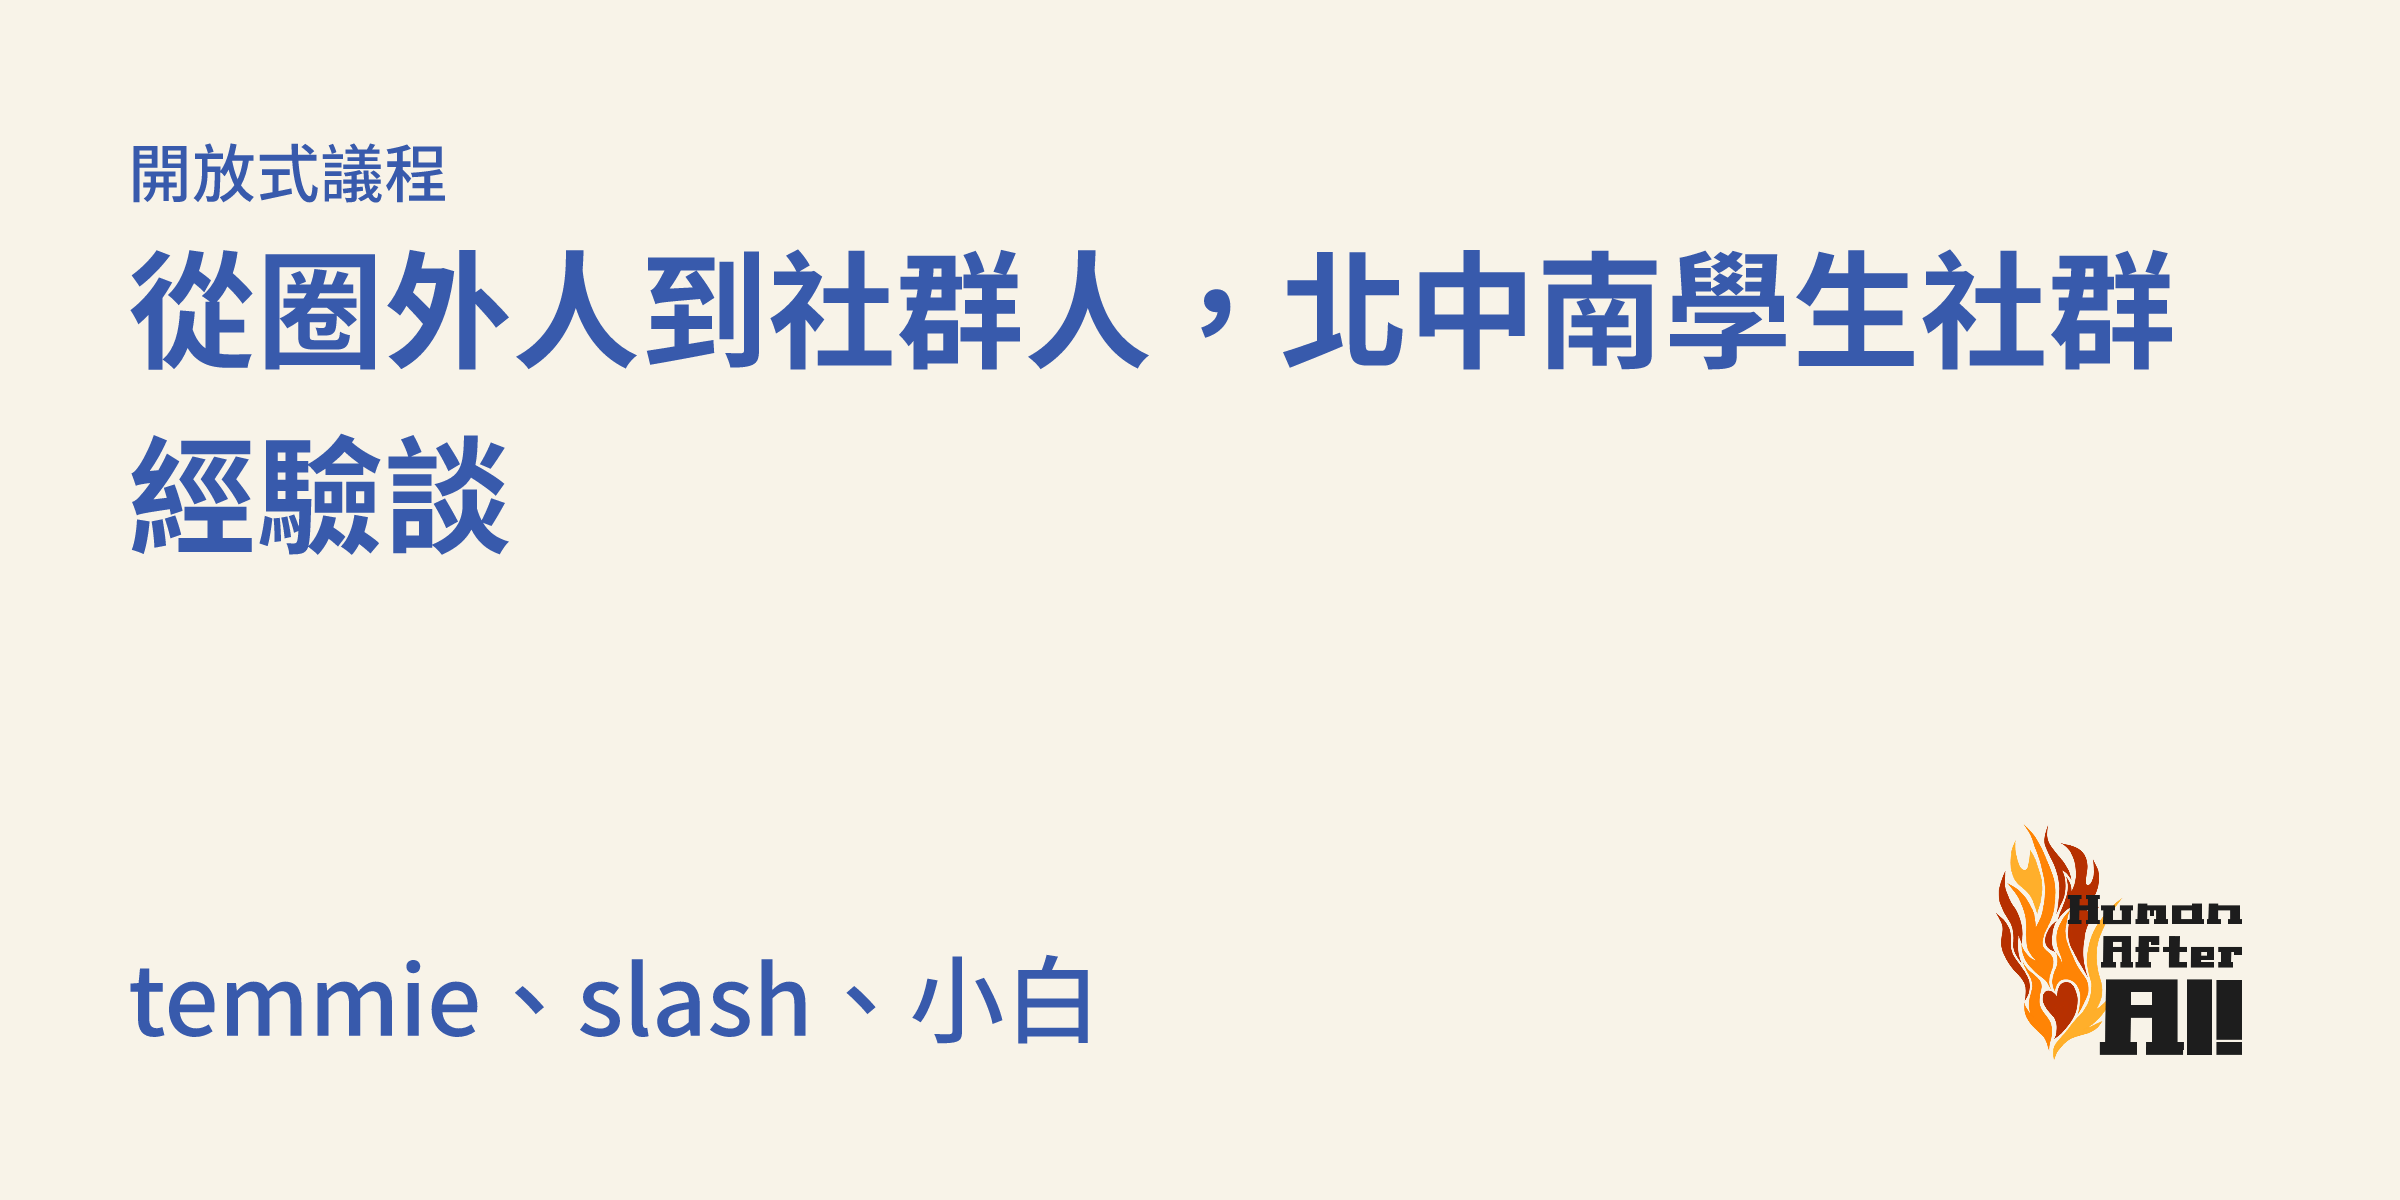 開放式議程
從圈外人到社群人，北中南學生社群
經驗談
temmie、slash、小白
Human
After
All!